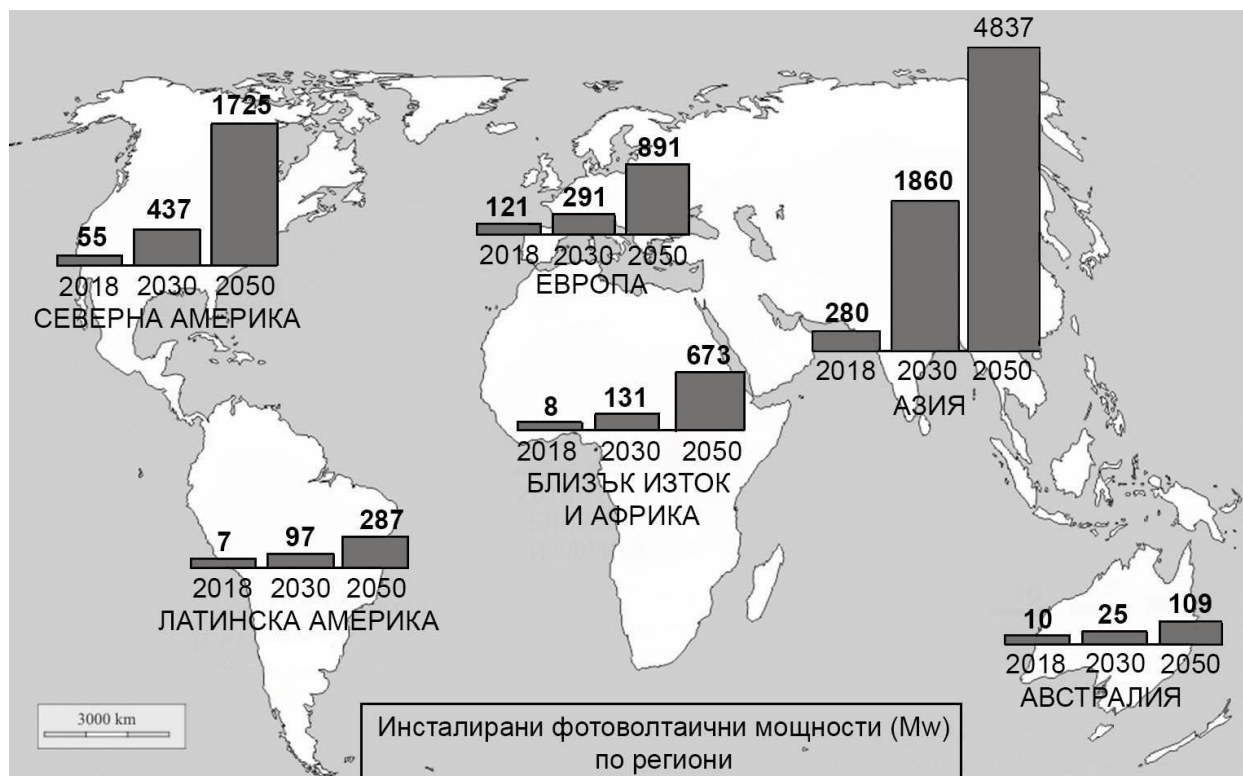 1725
437
55
2018 2030 2050
СЕВЕРНА АМЕРИКА
891
291
121
2018 2030 2050
ЕВРОПА
4837
1860
280
2018 2030 2050
АЗИЯ
673
131
8
2018 2030 2050
БЛИЗЪК ИЗТОК
И АФРИКА
287
97
7
2018 2030 2050
ЛАТИНСКА АМЕРИКА
109
25
10
2018 2030 2050
АВСТРАЛИЯ
3000 km
Инсталирани фотоволтаични мощности (Mw)
по региони